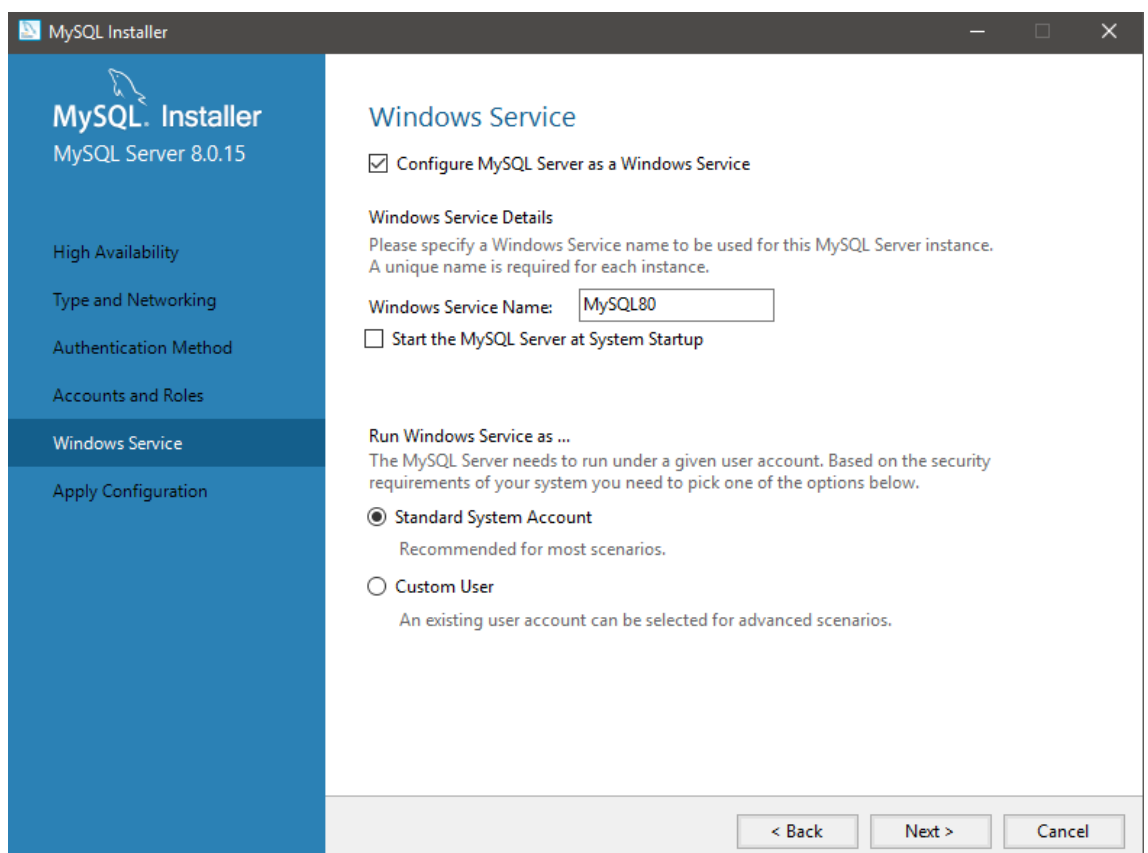 MySQL Installer
MySQL. Installer
MySQL Server 8.0.15
High Availability
Type and Networking
Authentication Method
Accounts and Roles
Windows Service
Apply Configuration
Windows Service
Configure MySQL Server as a Windows Service
Windows Service Details
Please specify a Windows Service name to be used for this MySQL Server instance.
A unique name is required for each instance.
Windows Service Name: MySQL80
Start the MySQL Server at System Startup
Run Windows Service as ...
The MySQL Server needs to run under a given user account. Based on the security
requirements of your system you need to pick one of the options below.
Standard System Account
Recommended for most scenarios.
Custom User
An existing user account can be selected for advanced scenarios.
< Back Next > Cancel